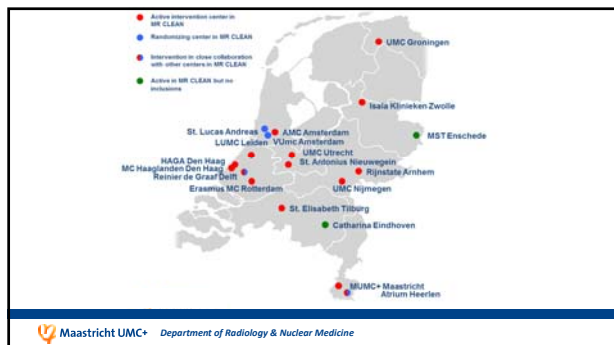 Active intervention center in
MR CLEAN
Randomizing center in MR CLEAN
Intervention in close collaboration
with other centers in MR CLEAN
Active in MR CLEAN but no
inclusions
UMC Groningen
Isala Klinieken Zwolle
St. Lucas Andreas
AMC Amsterdam
MST Enschede
LUMC Leiden
VUmc Amsterdam
UMC Utrecht
HAGA Den Haag
St. Antonius Nieuwegein
MC Haaglanden Den Haag
Rijnstate Arnhem
Reinier de Graaf Delft
Erasmus MC Rotterdam
UMC Nijmegen
St. Elisabeth Tilburg
Catharina Eindhoven
MUMC+ Maastricht
Atrium Heerlen
Maastricht UMC+ Department of Radiology & Nuclear Medicine